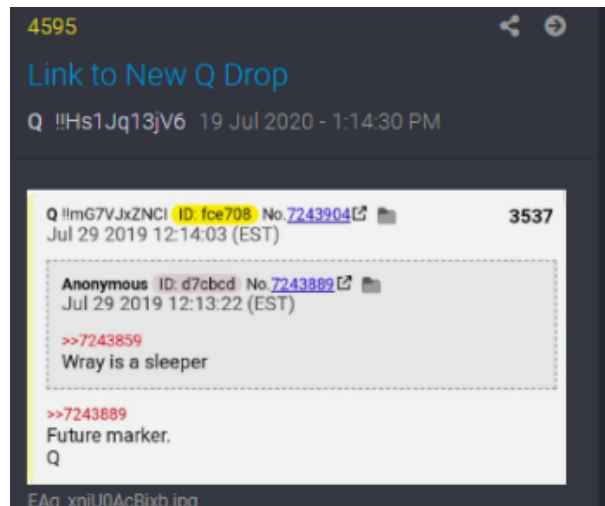 4595
Link to New Q Drop
Q !!Hs1Jq13jV6 19 Jul 2020 - 1:14:30 PM
Q !!mG7VJxZNCI ID: fce708 No.7243904 3537
Jul 29 2019 12:14:03 (EST)
Anonymous ID: d7cbcd No.7243889
Jul 29 2019 12:13:22 (EST)
>>7243859
Wray is a sleeper
>>7243889
Future marker.
Q